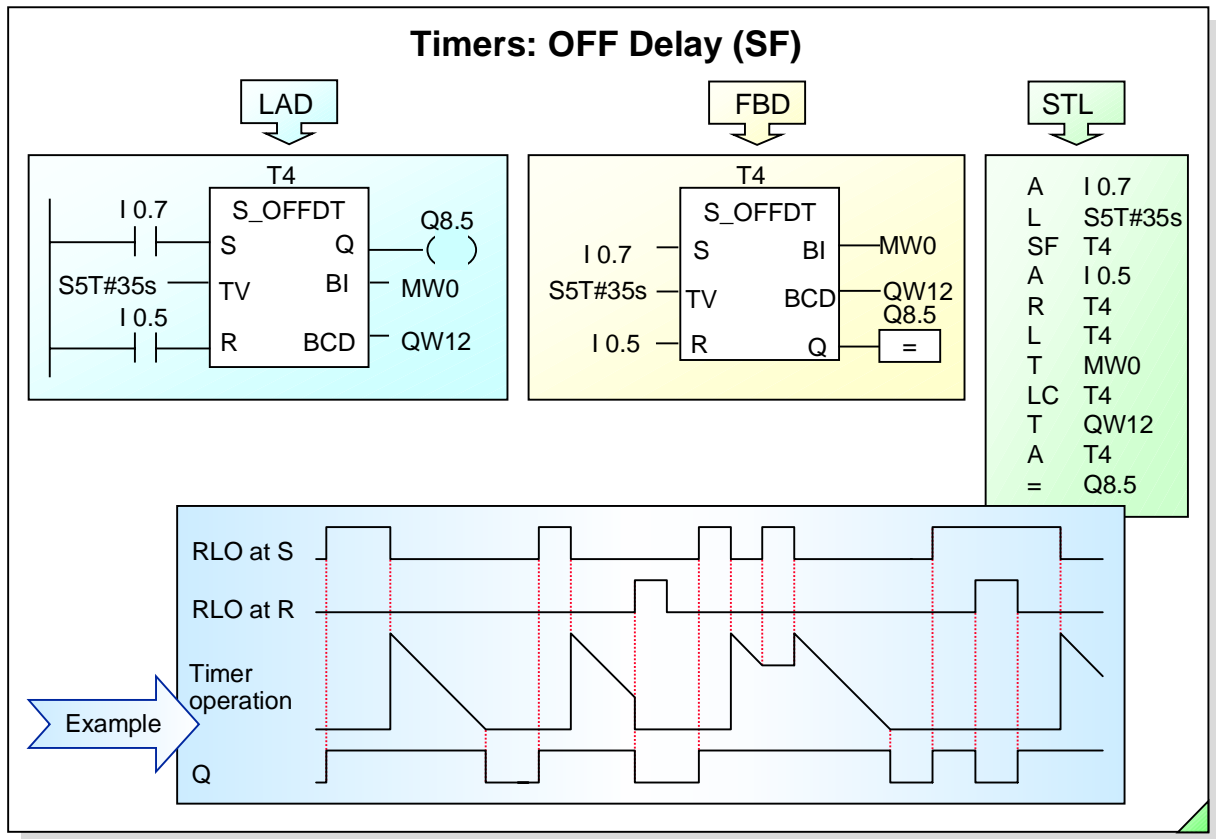 Timers: OFF Delay (SF)
LAD
FBD
STL
T4
I 0.7
S_OFFDT
Q8.5
S
Q
S5T#35s
TV
BI
MW0
I 0.5
R
BCD
QW12
T4
S_OFFDT
I 0.7
S
BI
MW0
S5T#35s
TV
BCD
QW12
Q8.5
I 0.5
R
Q
=
A I 0.7
L S5T#35s
SF T4
A I 0.5
R T4
L T4
T MW0
LC T4
T QW12
A T4
= Q8.5
RLO at S
RLO at R
Timer
operation
Example
Q